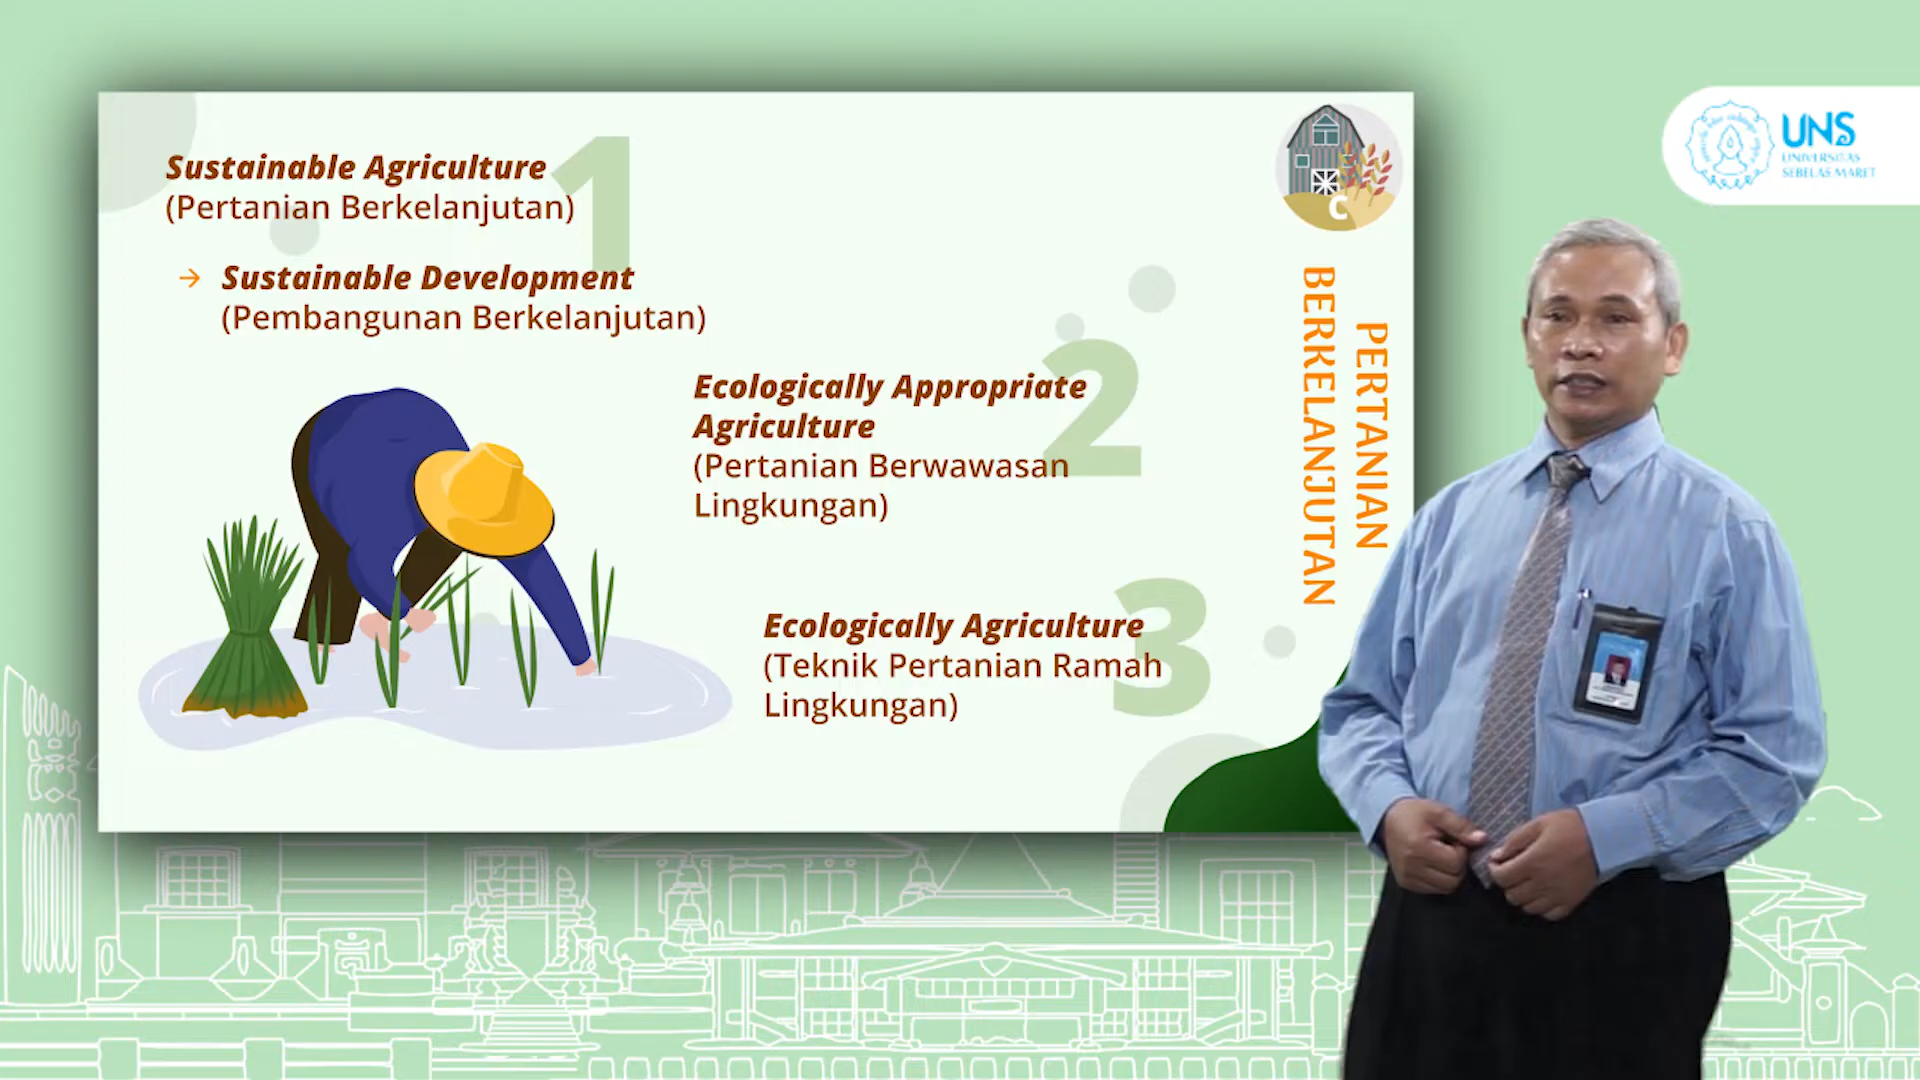 Sustainable Agriculture
(Pertanian Berkelanjutan)
1
→ Sustainable Development
(Pembangunan Berkelanjutan)
Ecologically Appropriate
Agriculture
(Pertanian Berwawasan
Lingkungan)
2
Ecologically Agriculture
(Teknik Pertanian Ramah
Lingkungan)
3
C
PERTANIAN
BERKELANJUTAN
UNS
UNIVERSITAS
SEBELAS MARET